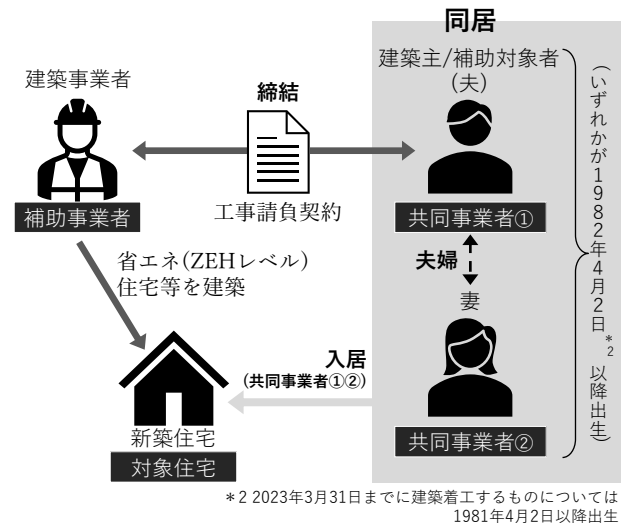 同居
建築事業者
補助事業者
締結
工事請負契約
建築主/補助対象者
(夫)
共同事業者①
夫婦
妻
共同事業者②
（いずれかが1982年4月2日＊2以降出生）
省エネ(ZEHレベル)
住宅等を建築
入居
(共同事業者①②)
新築住宅
対象住宅
＊2 2023年3月31日までに建築着工するものについては
1981年4月2日以降出生